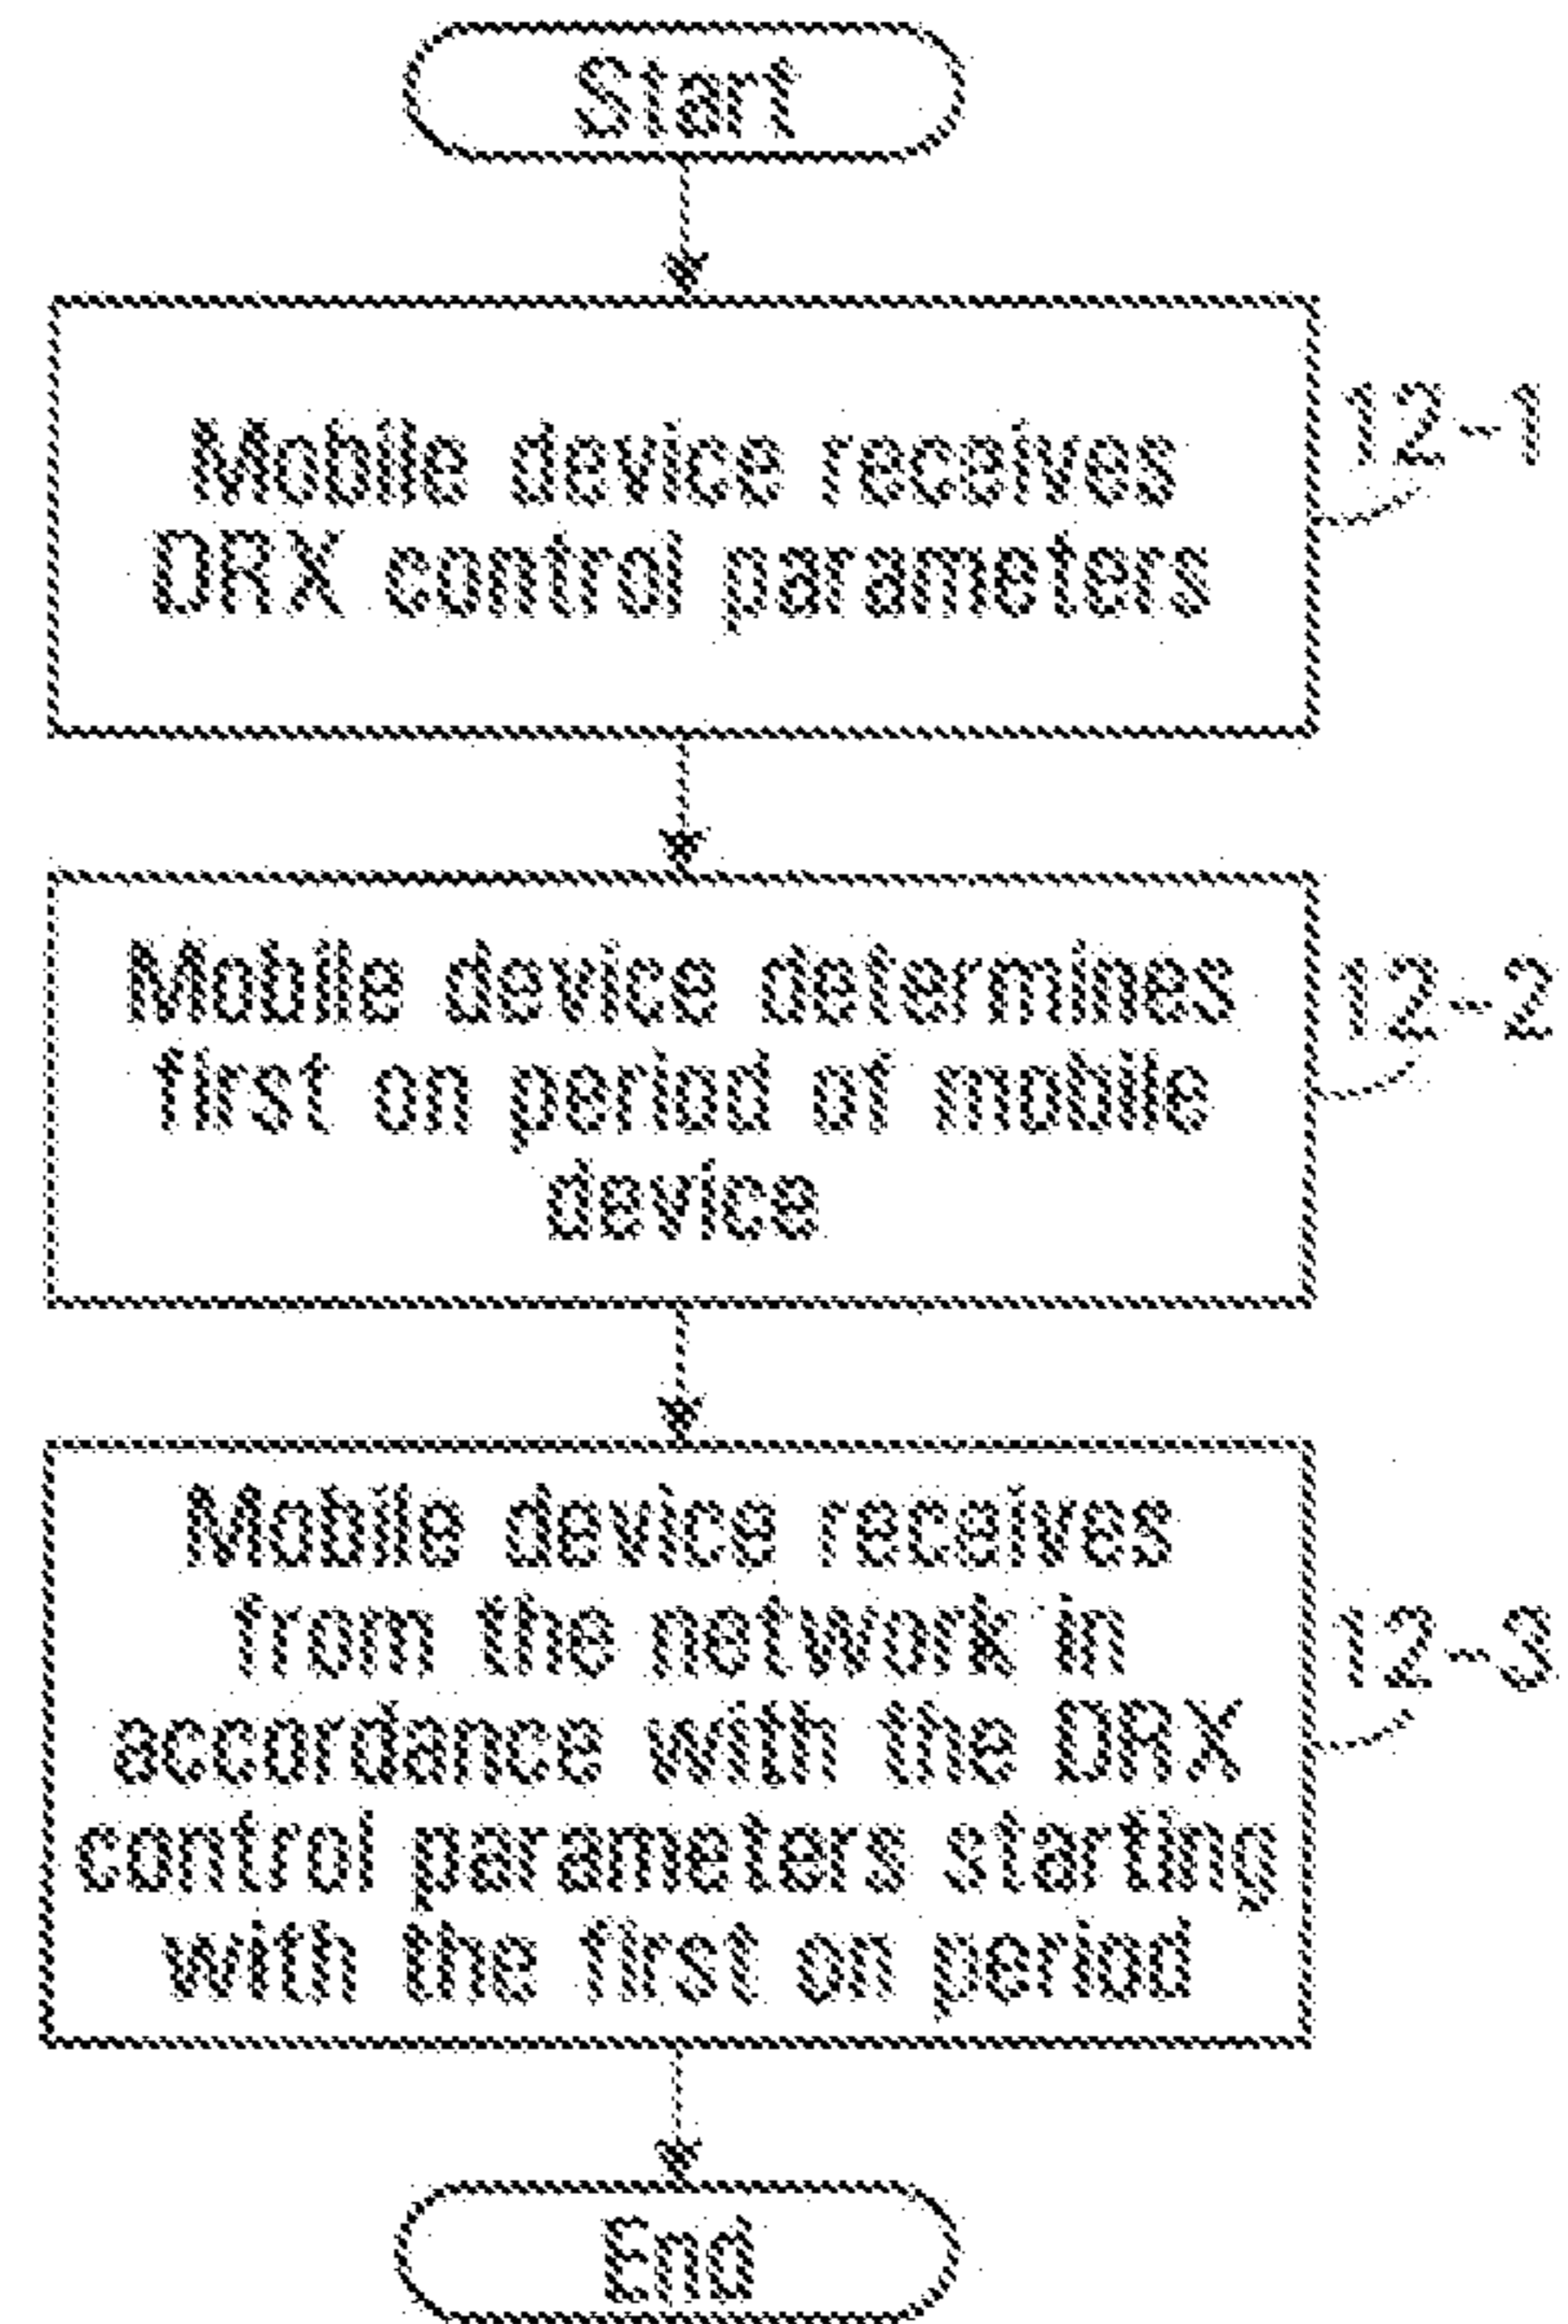 Start
Mobile device receives
DRX control parameters
12-1
Mobile device determines
first on period of mobile
device
12-2
Mobile device receives
from the network in
accordance with the DRX
control parameters starting
with the first on period
12-3
End